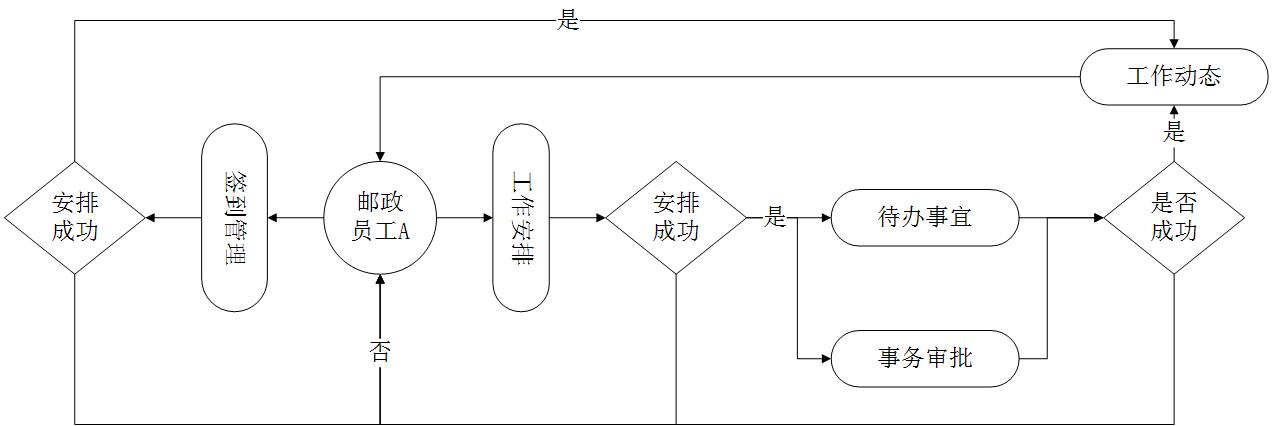 是
工作动态
是
安排
成功
签到管理
邮政
员工A
工作安排
安排
成功
是
待办事宜
是否
成功
否
事务审批